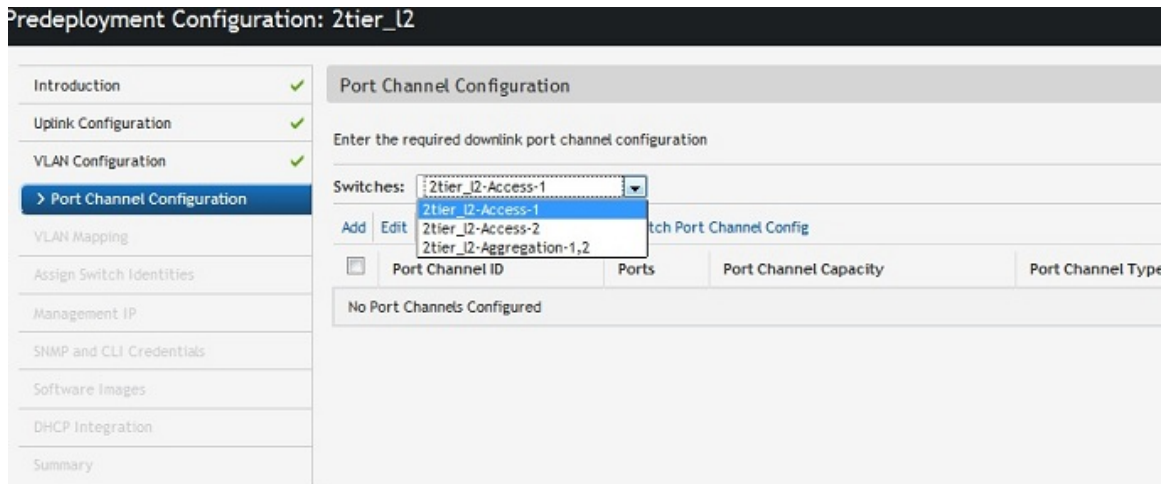 Predeployment Configuration: 2tier_l2
Introduction
Uplink Configuration
VLAN Configuration
> Port Channel Configuration
VLAN Mapping
Assign Switch Identities
Management IP
SNMP and CLI Credentials
Software Images
DHCP Integration
Summary
Port Channel Configuration
Enter the required downlink port channel configuration
Switches: 2tier_l2-Access-1
2tier_l2-Access-1
2tier_l2-Access-2
2tier_l2-Aggregation-1,2
Add Edit Port Channel Config
Port Channel ID Ports Port Channel Capacity Port Channel Type
No Port Channels Configured